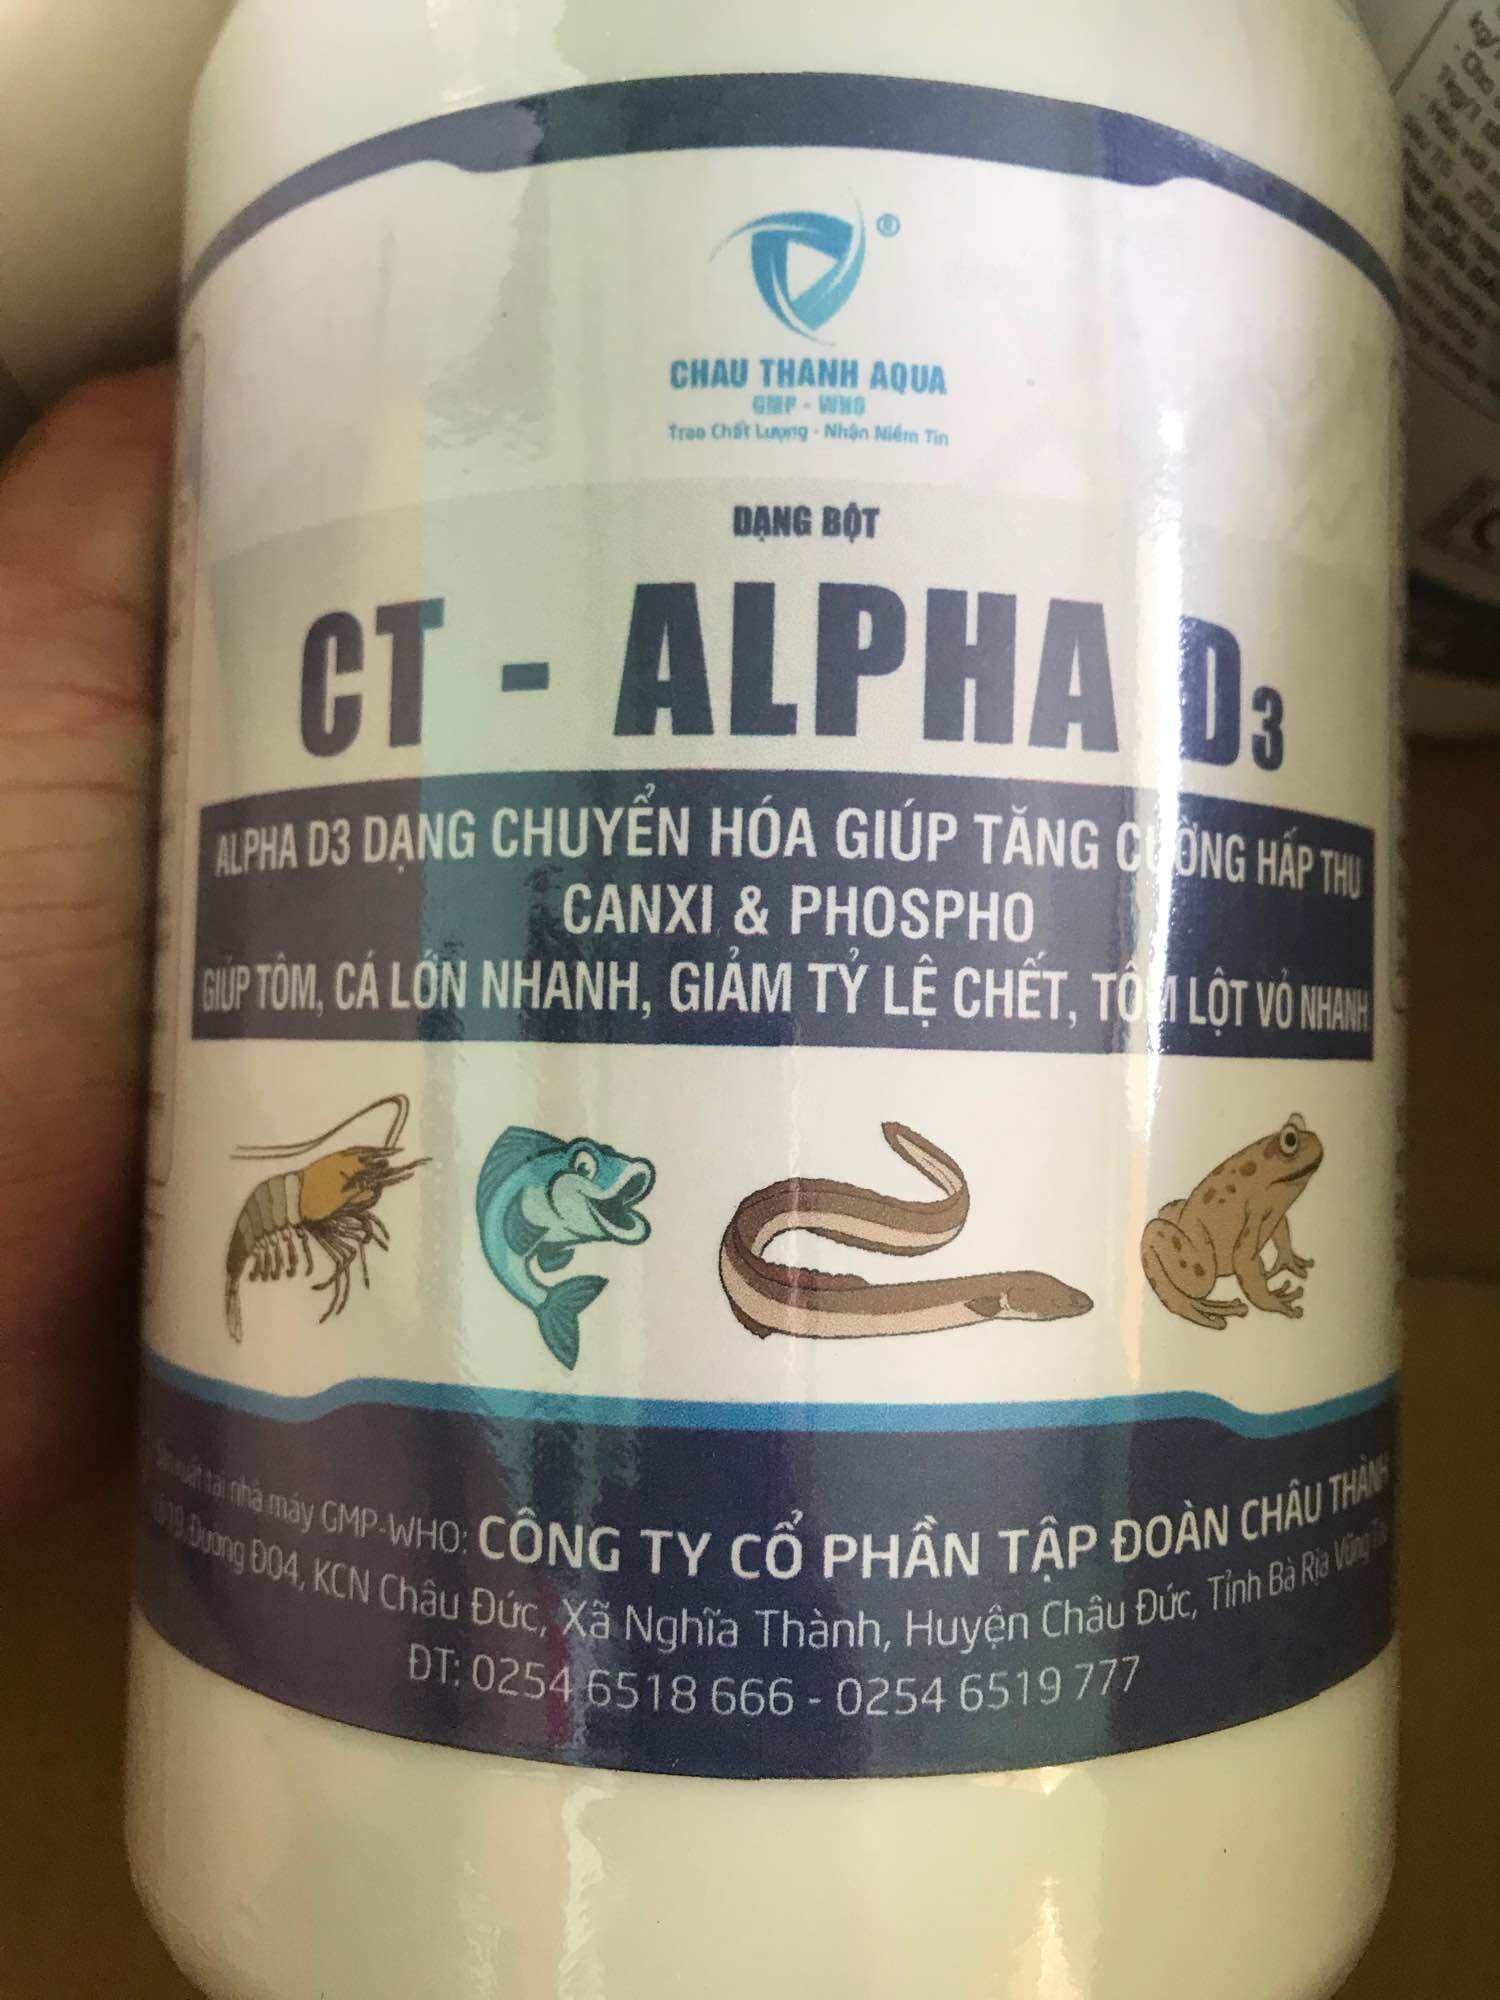 ®
CHAU THANH AQUA
GMP - WHO
Trao Chất Lượng - Nhận Niềm Tin
DẠNG BỘT
CT - ALPHA D3
ALPHA D3 DẠNG CHUYỂN HÓA GIÚP TĂNG CƯỜNG HẤP THU
CANXI & PHOSPHO
GIÚP TÔM, CÁ LỚN NHANH, GIẢM TỶ LỆ CHẾT, TÔM LỘT VỎ NHANH
Sản xuất tại nhà máy GMP-WHO: CÔNG TY CỔ PHẦN TẬP ĐOÀN CHÂU THÀNH
Đường Đ04, KCN Châu Đức, Xã Nghĩa Thành, Huyện Châu Đức, Tỉnh Bà Rịa Vũng Tàu
ĐT: 0254 6518 666 - 0254 6519 777